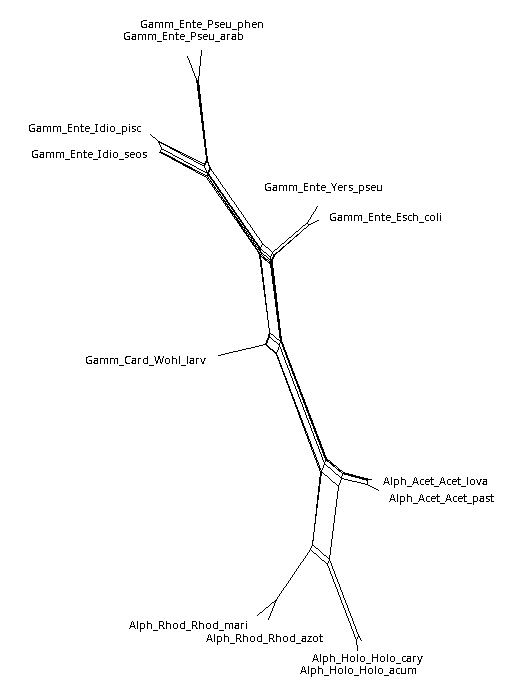 Gamm_Ente_Pseu_phen
Gamm_Ente_Pseu_arab
Gamm_Ente_Idio_pisc
Gamm_Ente_Idio_seos
Gamm_Ente_Yers_pseu
Gamm_Ente_Esch_coli
Gamm_Card_Wohl_larv
Alph_Acet_Acet_lova
Alph_Acet_Acet_past
Alph_Rhod_Rhod_mari
Alph_Rhod_Rhod_azot
Alph_Holo_Holo_cary
Alph_Holo_Holo_acum